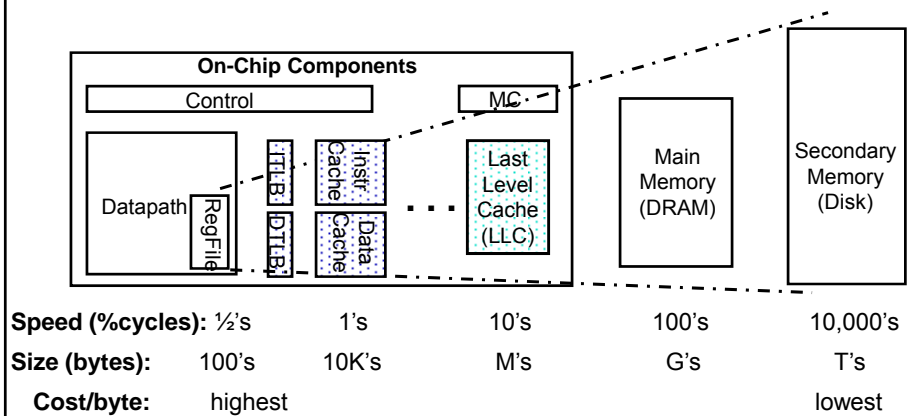 On-Chip Components
Control
MC
Datapath
RegFile
ITLB
DTLB
Instr
Cache
Data
Cache
. . .
Last
Level
Cache
(LLC)
Main
Memory
(DRAM)
Secondary
Memory
(Disk)
Speed (%cycles): ½’s 1’s 10’s 100’s 10,000’s
Size (bytes): 100’s 10K’s M’s G’s T’s
Cost/byte: highest lowest